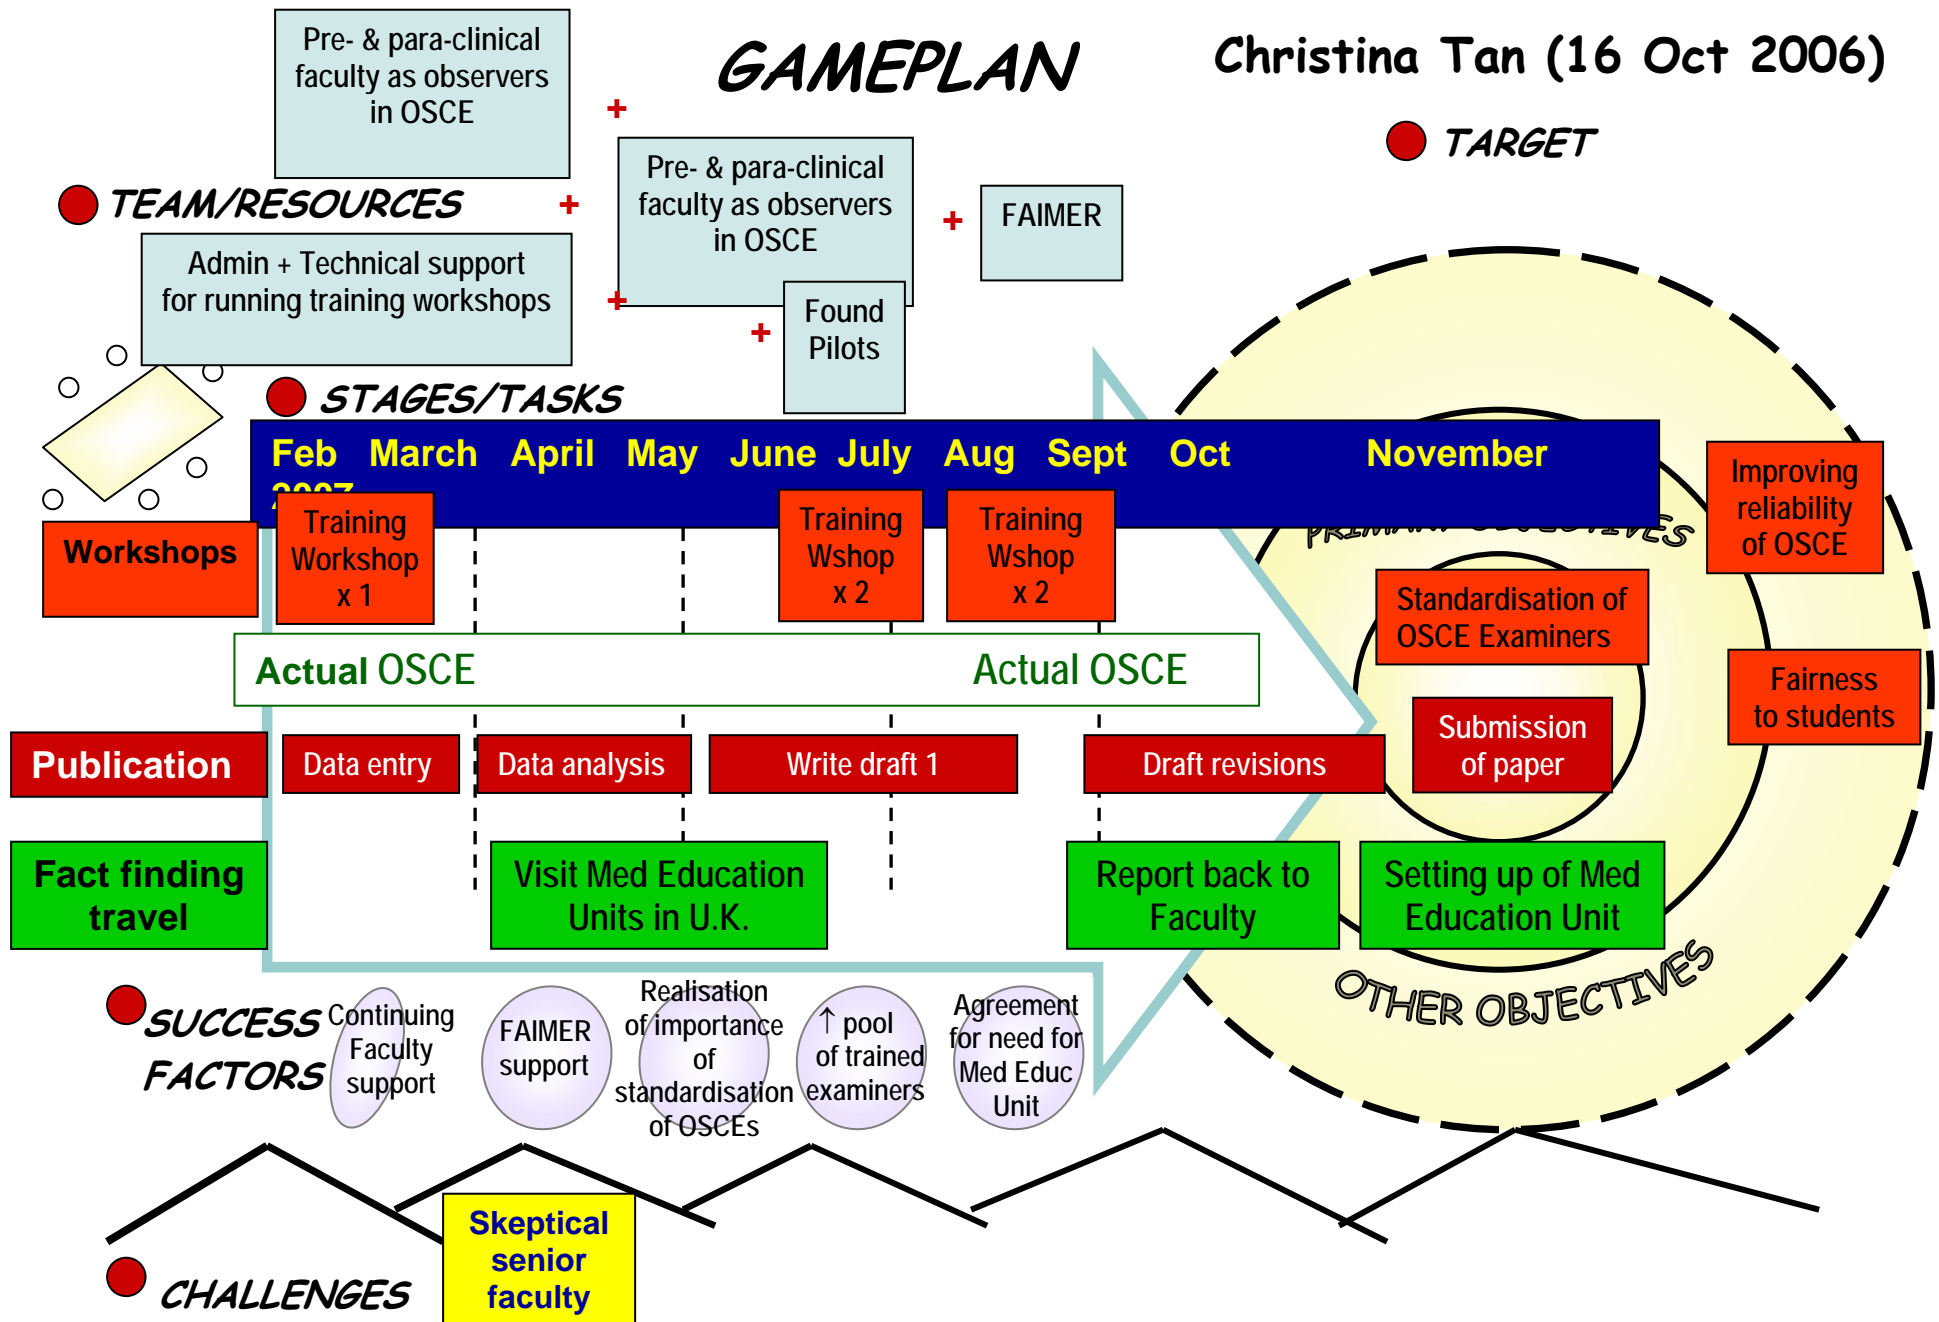 GAMEPLAN
Christina Tan (16 Oct 2006)
TARGET
Pre- & para-clinical
faculty as observers
in OSCE
+
TEAM/RESOURCES
+
Pre- & para-clinical
faculty as observers
in OSCE
+
FAIMER
Admin + Technical support
for running training workshops
+
+
Found
Pilots
STAGES/TASKS
Feb March April May June July Aug Sept Oct November
2007
Workshops
Training
Workshop
x 1
Training
Wshop
x 2
Training
Wshop
x 2
PRIMARY OBJECTIVES
Improving
reliability
of OSCE
Standardisation of
OSCE Examiners
Actual OSCE Actual OSCE
Fairness
to students
Publication
Data entry
Data analysis
Write draft 1
Draft revisions
Submission
of paper
Fact finding
travel
Visit Med Education
Units in U.K.
Report back to
Faculty
Setting up of Med
Education Unit
OTHER OBJECTIVES
SUCCESS
FACTORS
Continuing
Faculty
support
FAIMER
support
Realisation
of importance
of
standardisation
of OSCEs
↑ pool
of trained
examiners
Agreement
for need for
Med Educ
Unit
CHALLENGES
Skeptical
senior
faculty